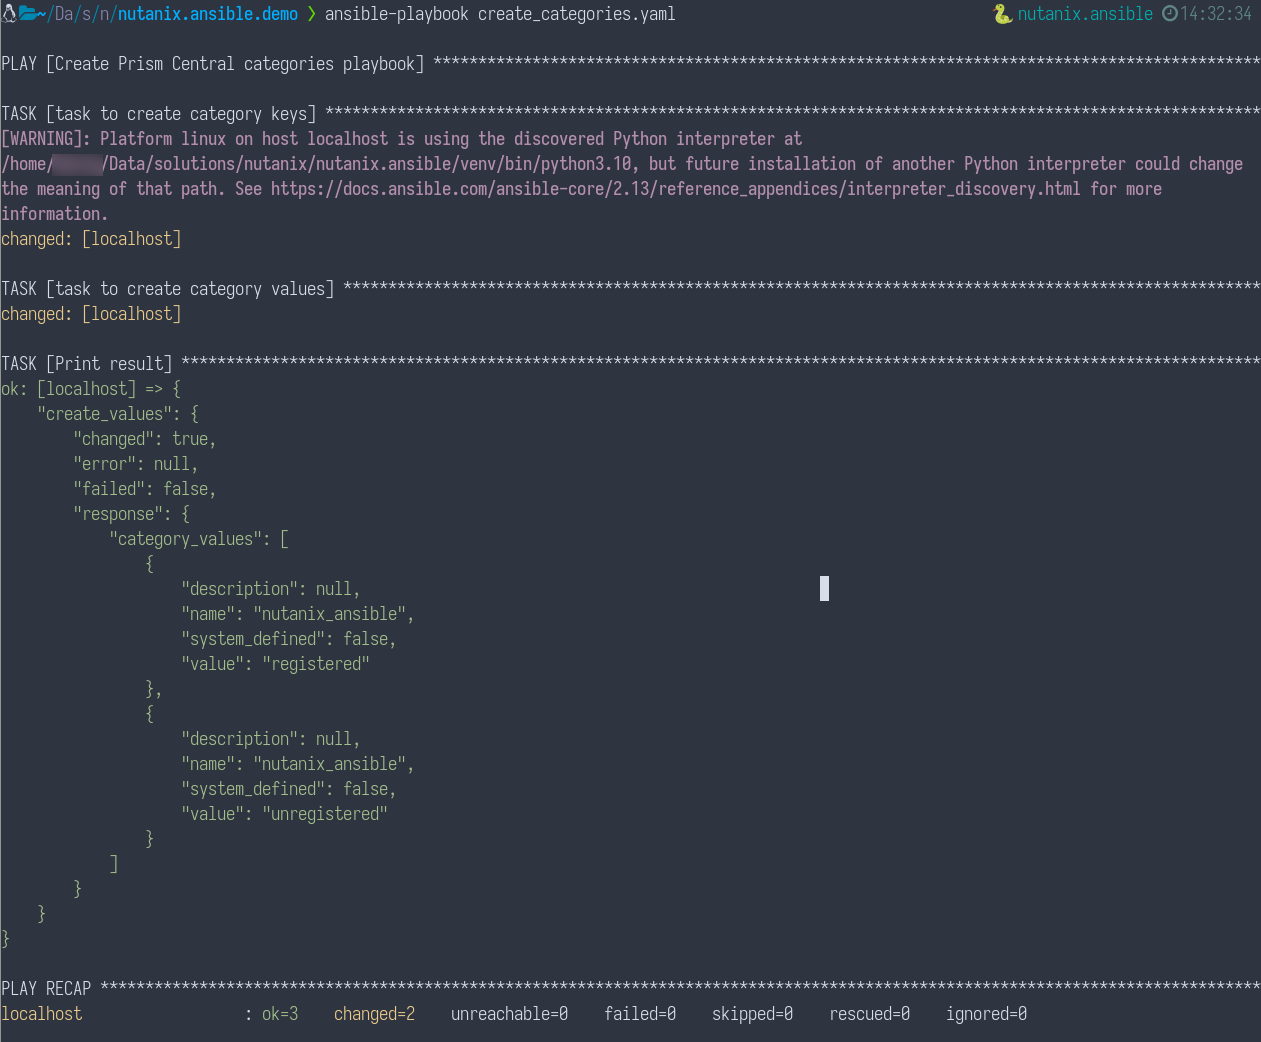 ~/Da/s/n/nutanix.ansible.demo ❯ ansible-playbook create_categories.yaml nutanix.ansible 14:32:34
PLAY [Create Prism Central categories playbook] ********************************************************************************************
TASK [task to create category keys] ********************************************************************************************************
[WARNING]: Platform linux on host localhost is using the discovered Python interpreter at
/home/ /Data/solutions/nutanix/nutanix.ansible/venv/bin/python3.10, but future installation of another Python interpreter could change
the meaning of that path. See https://docs.ansible.com/ansible-core/2.13/reference_appendices/interpreter_discovery.html for more
information.
changed: [localhost]
TASK [task to create category values] ******************************************************************************************************
changed: [localhost]
TASK [Print result] ************************************************************************************************************************
ok: [localhost] => {
    "create_values": {
        "changed": true,
        "error": null,
        "failed": false,
        "response": {
            "category_values": [
                {
                    "description": null,
                    "name": "nutanix_ansible",
                    "system_defined": false,
                    "value": "registered"
                },
                {
                    "description": null,
                    "name": "nutanix_ansible",
                    "system_defined": false,
                    "value": "unregistered"
                }
            ]
        }
    }
}
PLAY RECAP *********************************************************************************************************************************
localhost                  : ok=3    changed=2    unreachable=0    failed=0    skipped=0    rescued=0    ignored=0